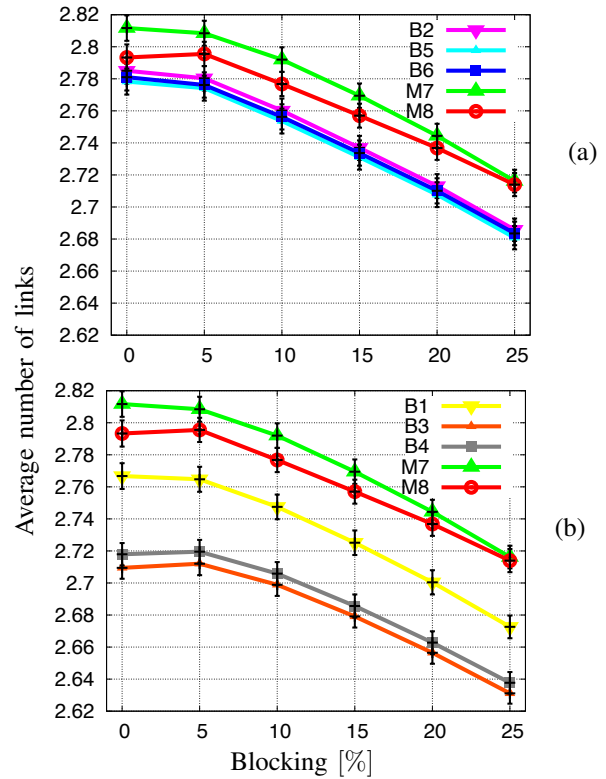 2.82
2.8
2.78
2.76
2.74
2.72
2.7
2.68
2.66
2.64
2.62
0 5 10 15 20 25
B2
B5
B6
M7
M8
(a)
Average number of links
2.82
2.8
2.78
2.76
2.74
2.72
2.7
2.68
2.66
2.64
2.62
0 5 10 15 20 25
B1
B3
B4
M7
M8
(b)
Blocking [%]